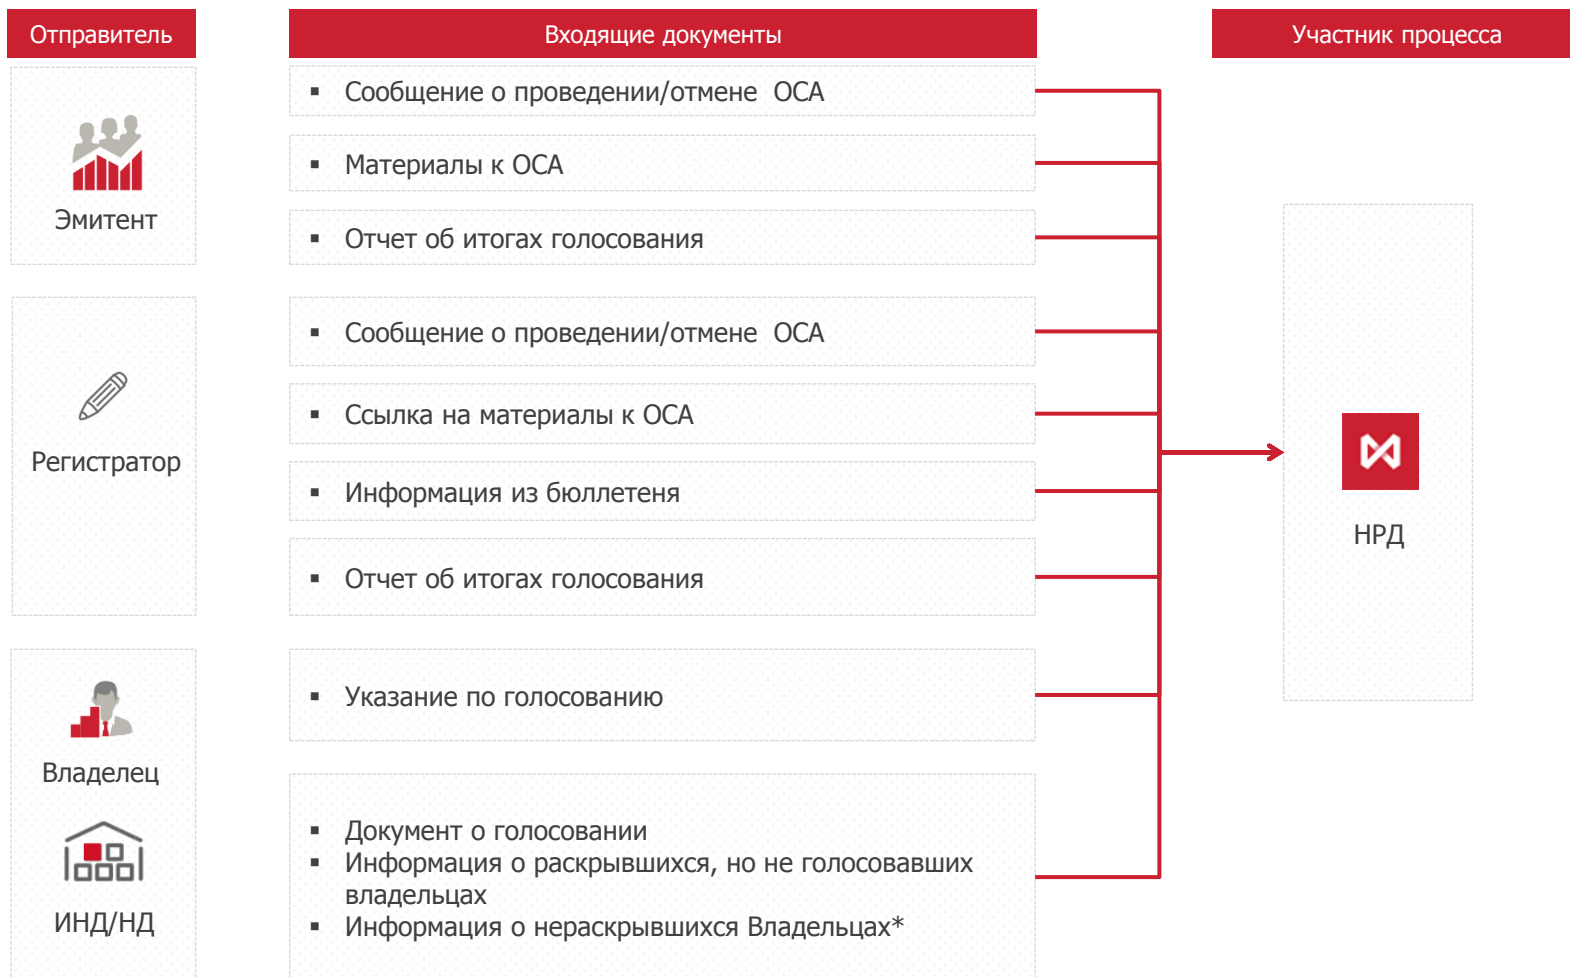 Отправитель
Входящие документы
Участник процесса
Эмитент
▪ Сообщение о проведении/отмене ОСА
▪ Материалы к ОСА
▪ Отчет об итогах голосования
Регистратор
▪ Сообщение о проведении/отмене ОСА
▪ Ссылка на материалы к ОСА
▪ Информация из бюллетеня
▪ Отчет об итогах голосования
НРД
Владелец
▪ Указание по голосованию
ИНД/НД
▪ Документ о голосовании
▪ Информация о раскрывшихся, но не голосовавших
владельцах
▪ Информация о нераскрывшихся Владельцах*